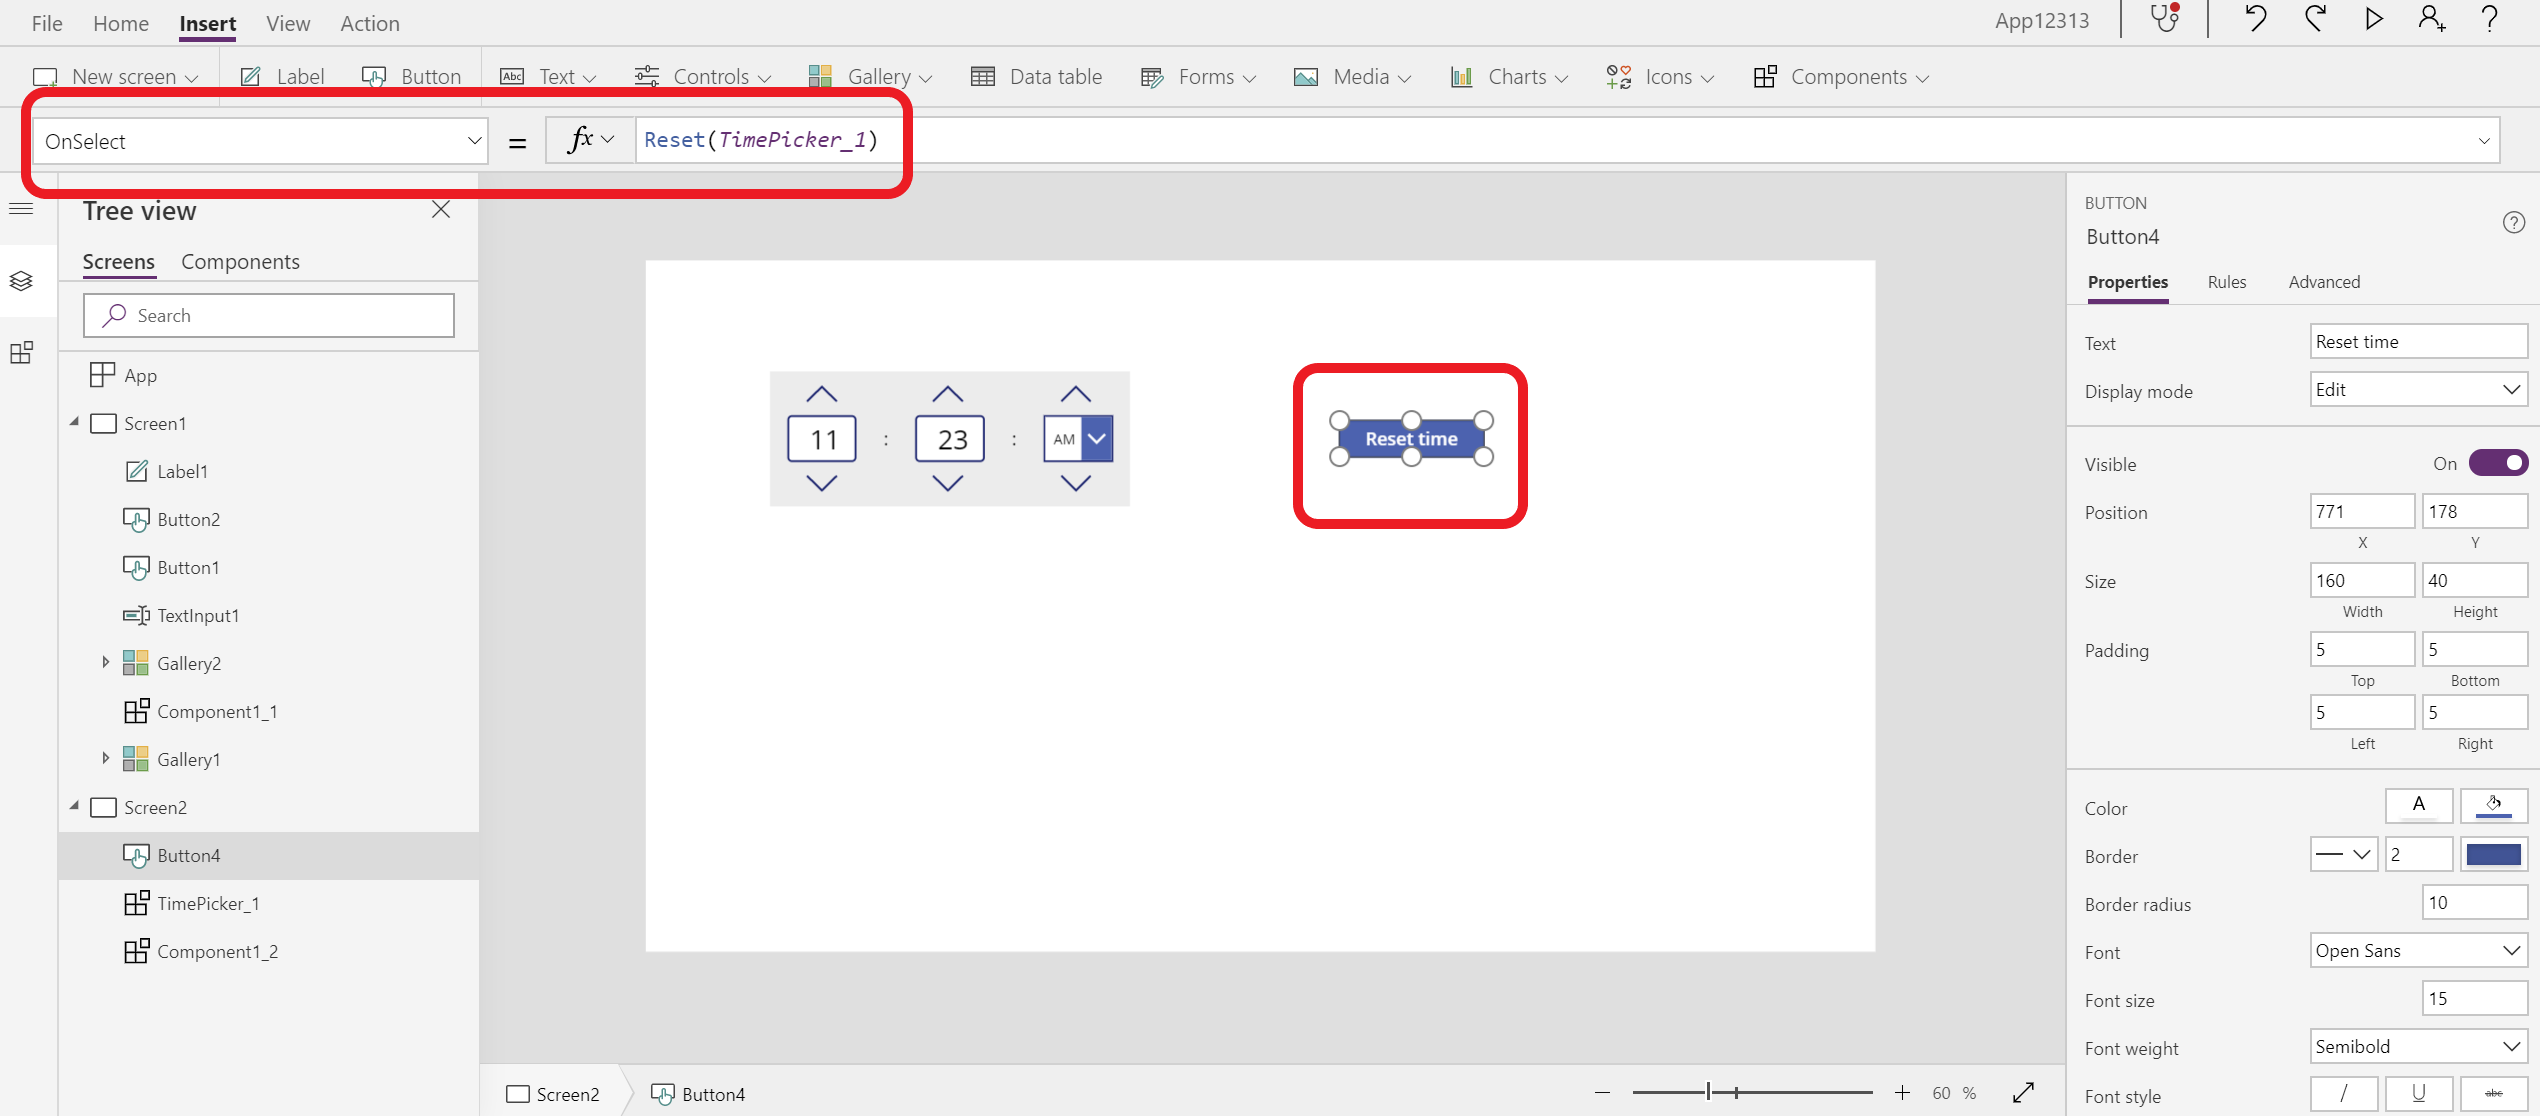 File Home Insert View Action App12313
New screen Label Button Abc Text Controls Gallery Data table Forms Media Charts Icons Components
OnSelect = fx Reset(TimePicker_1)
Tree view
Screens Components
Search
App
Screen1
Label1
Button2
Button1
TextInput1
Gallery2
Component1_1
Gallery1
Screen2
Button4
TimePicker_1
Component1_2
11 : 23 : AM
Reset time
Screen2 Button4
60 %
BUTTON
Button4
Properties Rules Advanced
Text Reset time
Display mode Edit
Visible On
Position 771 178
X Y
Size 160 40
Width Height
Padding 5 5
Top Bottom
5 5
Left Right
Color A
Border 2
Border radius 10
Font Open Sans
Font size 15
Font weight Semibold
Font style / U abc